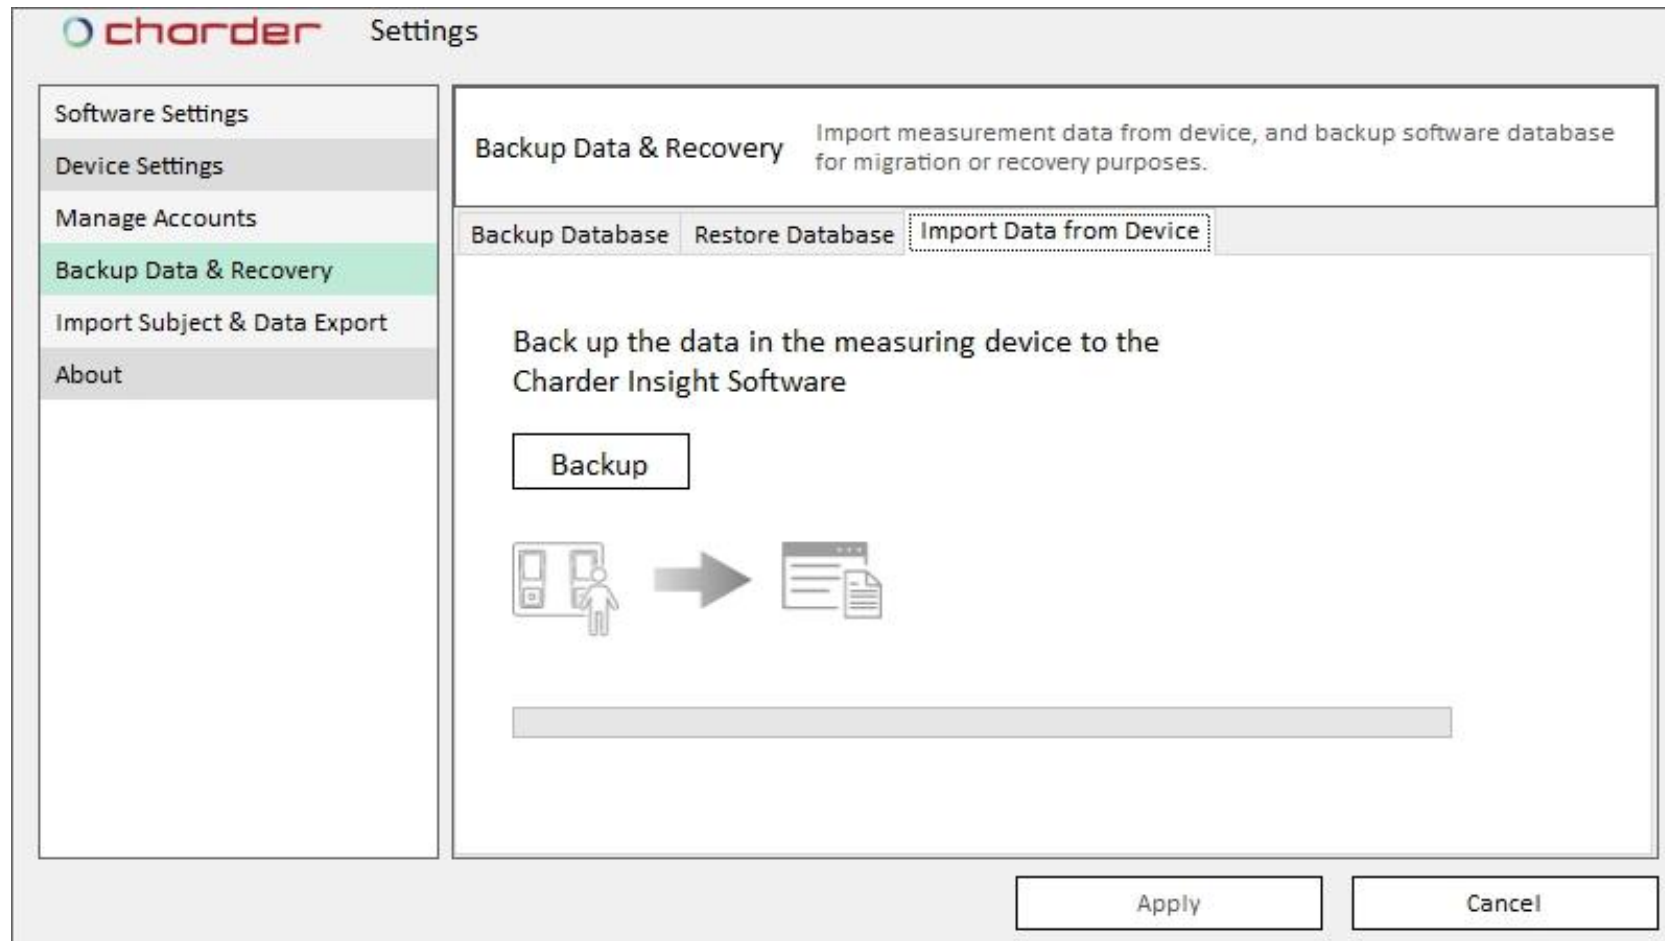 charder Settings
Software Settings
Device Settings
Manage Accounts
Backup Data & Recovery
Import Subject & Data Export
About
Backup Data & Recovery
Import measurement data from device, and backup software database
for migration or recovery purposes.
Backup Database Restore Database Import Data from Device
Back up the data in the measuring device to the
Charder Insight Software
Backup
Apply Cancel